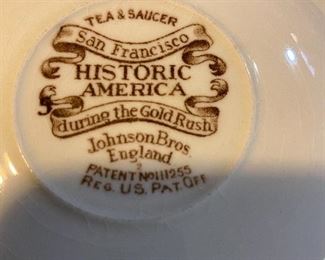 TEA & SAUCER
San Francisco
HISTORIC
AMERICA
during the Gold Rush
Johnson Bros.
England
2
PATENT No 111255
REG. U.S. PAT. OFF